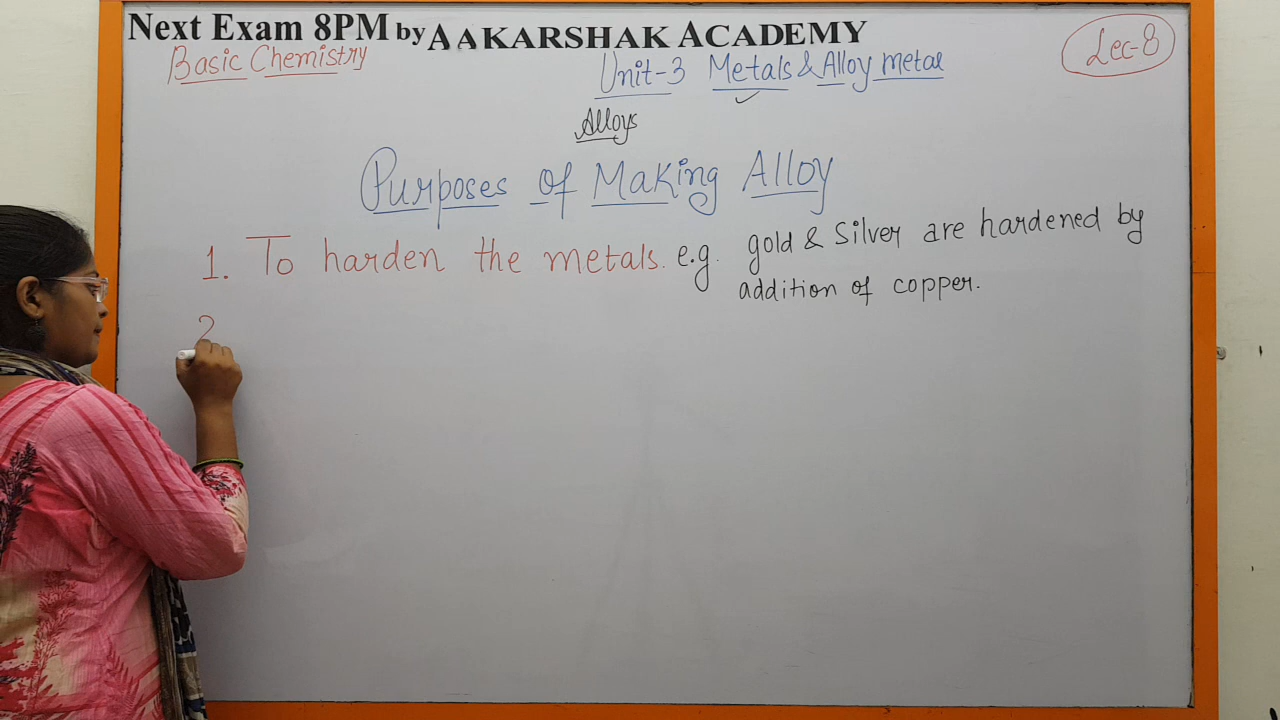 Next Exam 8PM by AAKARSHAK ACADEMY
Basic Chemistry
Unit-3 Metals & Alloy metal
Lec-8
Alloys
Purposes of Making Alloy
1. To harden the metals. e.g. gold & Silver are hardened by
addition of copper.
2